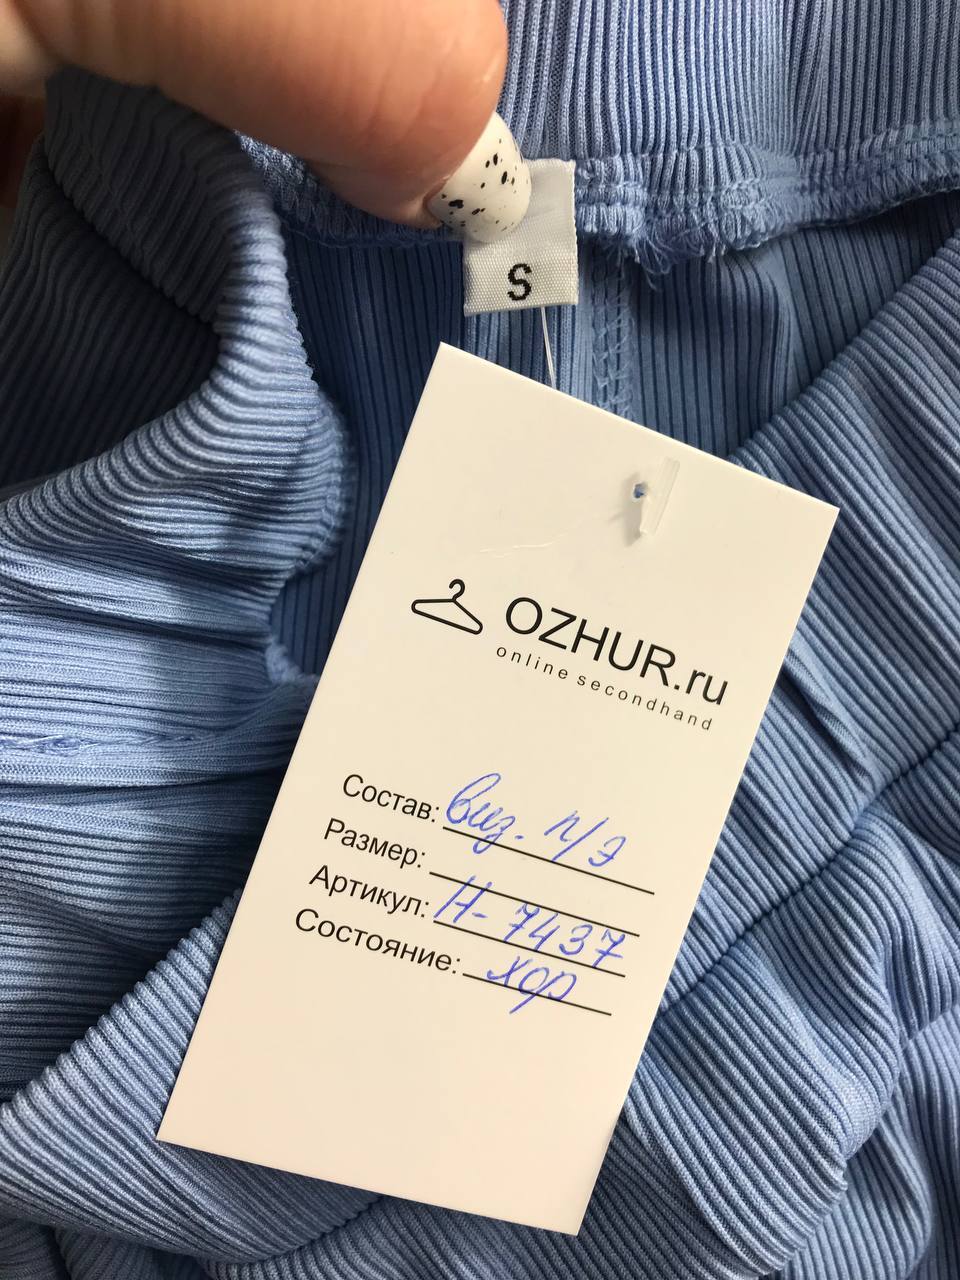 S
OZHUR.ru
online secondhand
Состав: виз. п/э
Размер:
Артикул: Н-7437
Состояние: хор